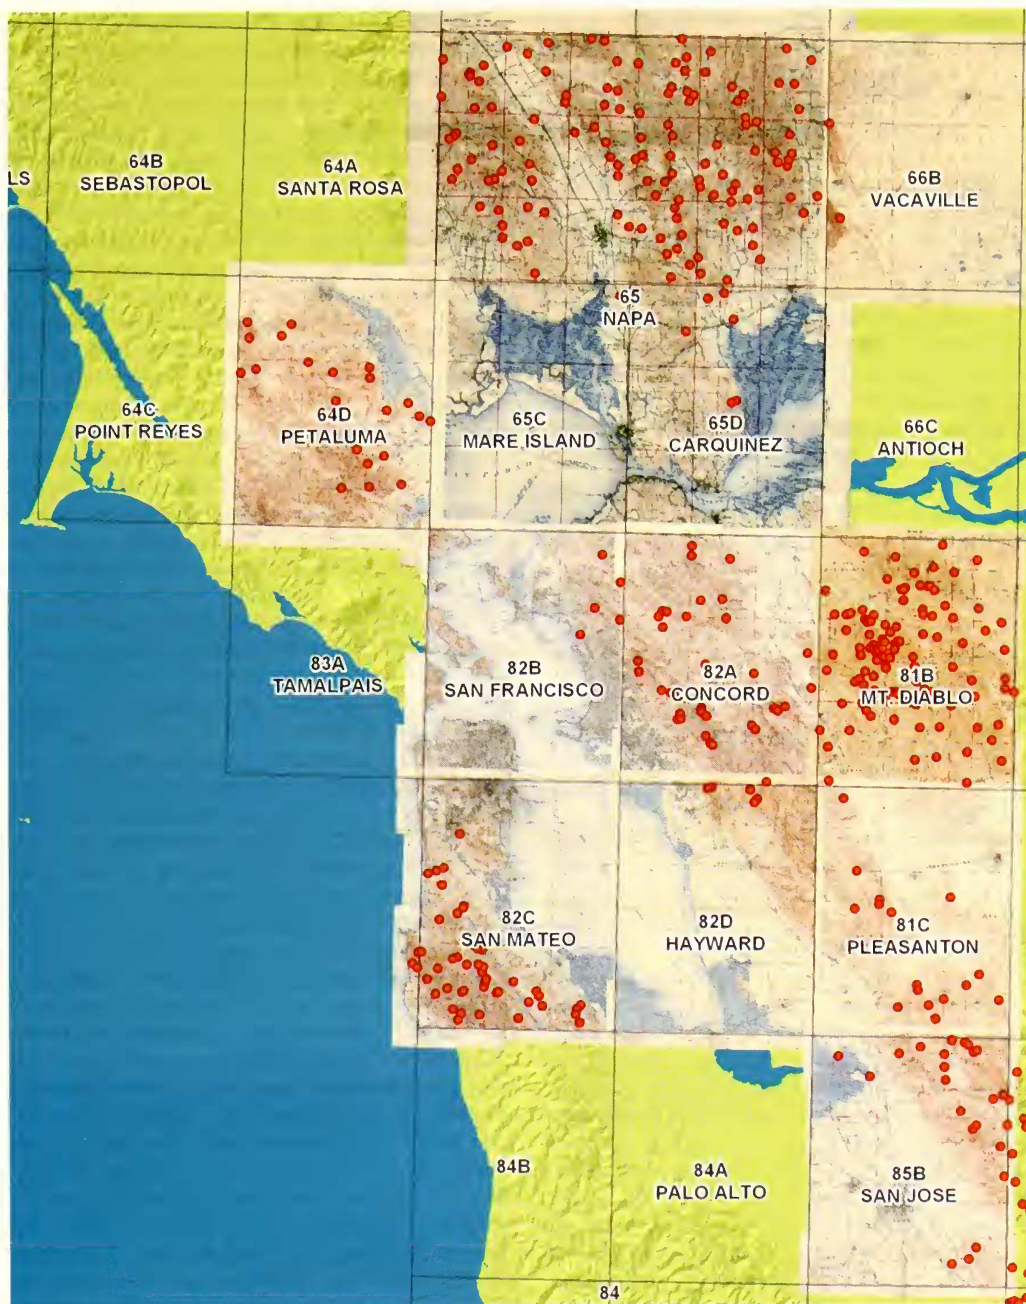 64B
SEBASTOPOL
64A
SANTA ROSA
66B
VACAVILLE
LS
65
NAPA
64C
POINT REYES
64D
PETALUMA
65C
MARE ISLAND
65D
CARQUINEZ
66C
ANTIOCH
83A
TAMALPAIS
82B
SAN FRANCISCO
82A
CONCORD
81B
MT. DIABLO
82C
SAN MATEO
82D
HAYWARD
81C
PLEASANTON
84B
84A
PALO ALTO
85B
SAN JOSE
84